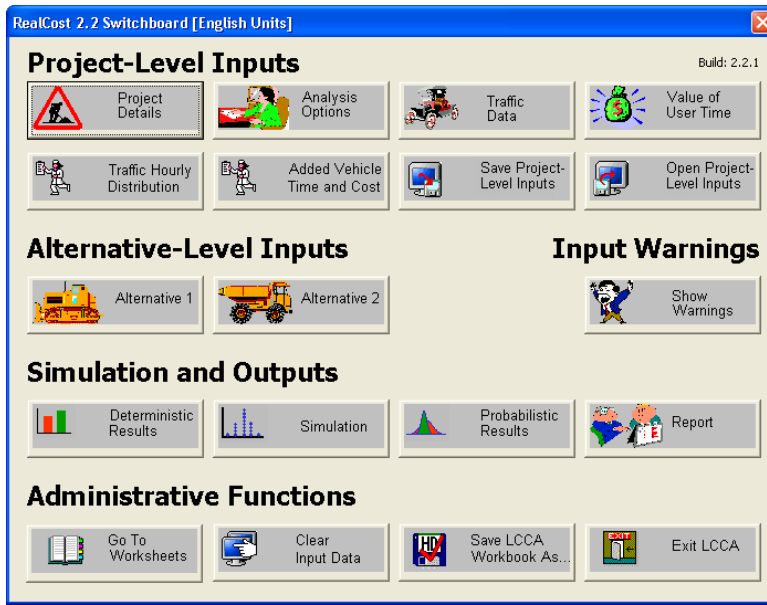 RealCost 2.2 Switchboard [English Units]
Project-Level Inputs
Build: 2.2.1
Project
Details
Analysis
Options
Traffic
Data
Value of
User Time
Traffic Hourly
Distribution
Added Vehicle
Time and Cost
Save Project-
Level Inputs
Open Project-
Level Inputs
Alternative-Level Inputs
Input Warnings
Alternative 1
Alternative 2
Show
Warnings
Simulation and Outputs
Deterministic
Results
Simulation
Probabilistic
Results
Report
Administrative Functions
Go To
Worksheets
Clear
Input Data
HD
Save LCCA
Workbook As...
EXIT
Exit LCCA